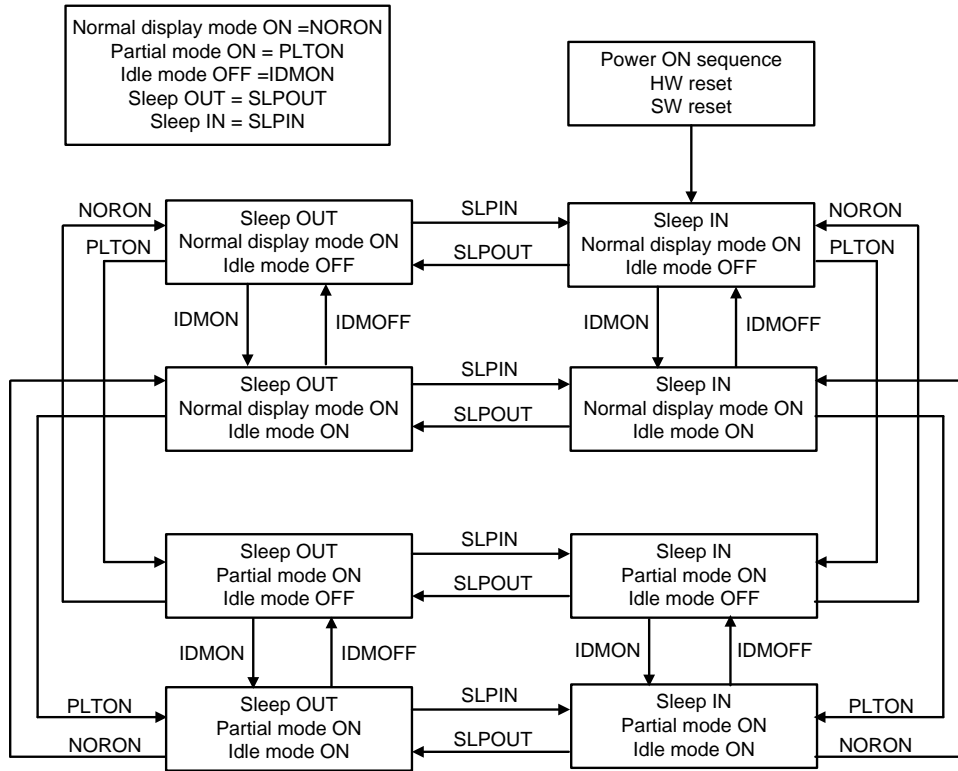 Normal display mode ON =NORON
Partial mode ON = PLTON
Idle mode OFF =IDMON
Sleep OUT = SLPOUT
Sleep IN = SLPIN
Power ON sequence
HW reset
SW reset
NORON
PLTON
Sleep OUT
Normal display mode ON
Idle mode OFF
SLPIN
SLPOUT
Sleep IN
Normal display mode ON
Idle mode OFF
NORON
PLTON
IDMON
IDMOFF
IDMON
IDMOFF
Sleep OUT
Normal display mode ON
Idle mode ON
SLPIN
SLPOUT
Sleep IN
Normal display mode ON
Idle mode ON
Sleep OUT
Partial mode ON
Idle mode OFF
SLPIN
SLPOUT
Sleep IN
Partial mode ON
Idle mode OFF
IDMON
IDMOFF
IDMON
IDMOFF
PLTON
NORON
Sleep OUT
Partial mode ON
Idle mode ON
SLPIN
SLPOUT
Sleep IN
Partial mode ON
Idle mode ON
PLTON
NORON